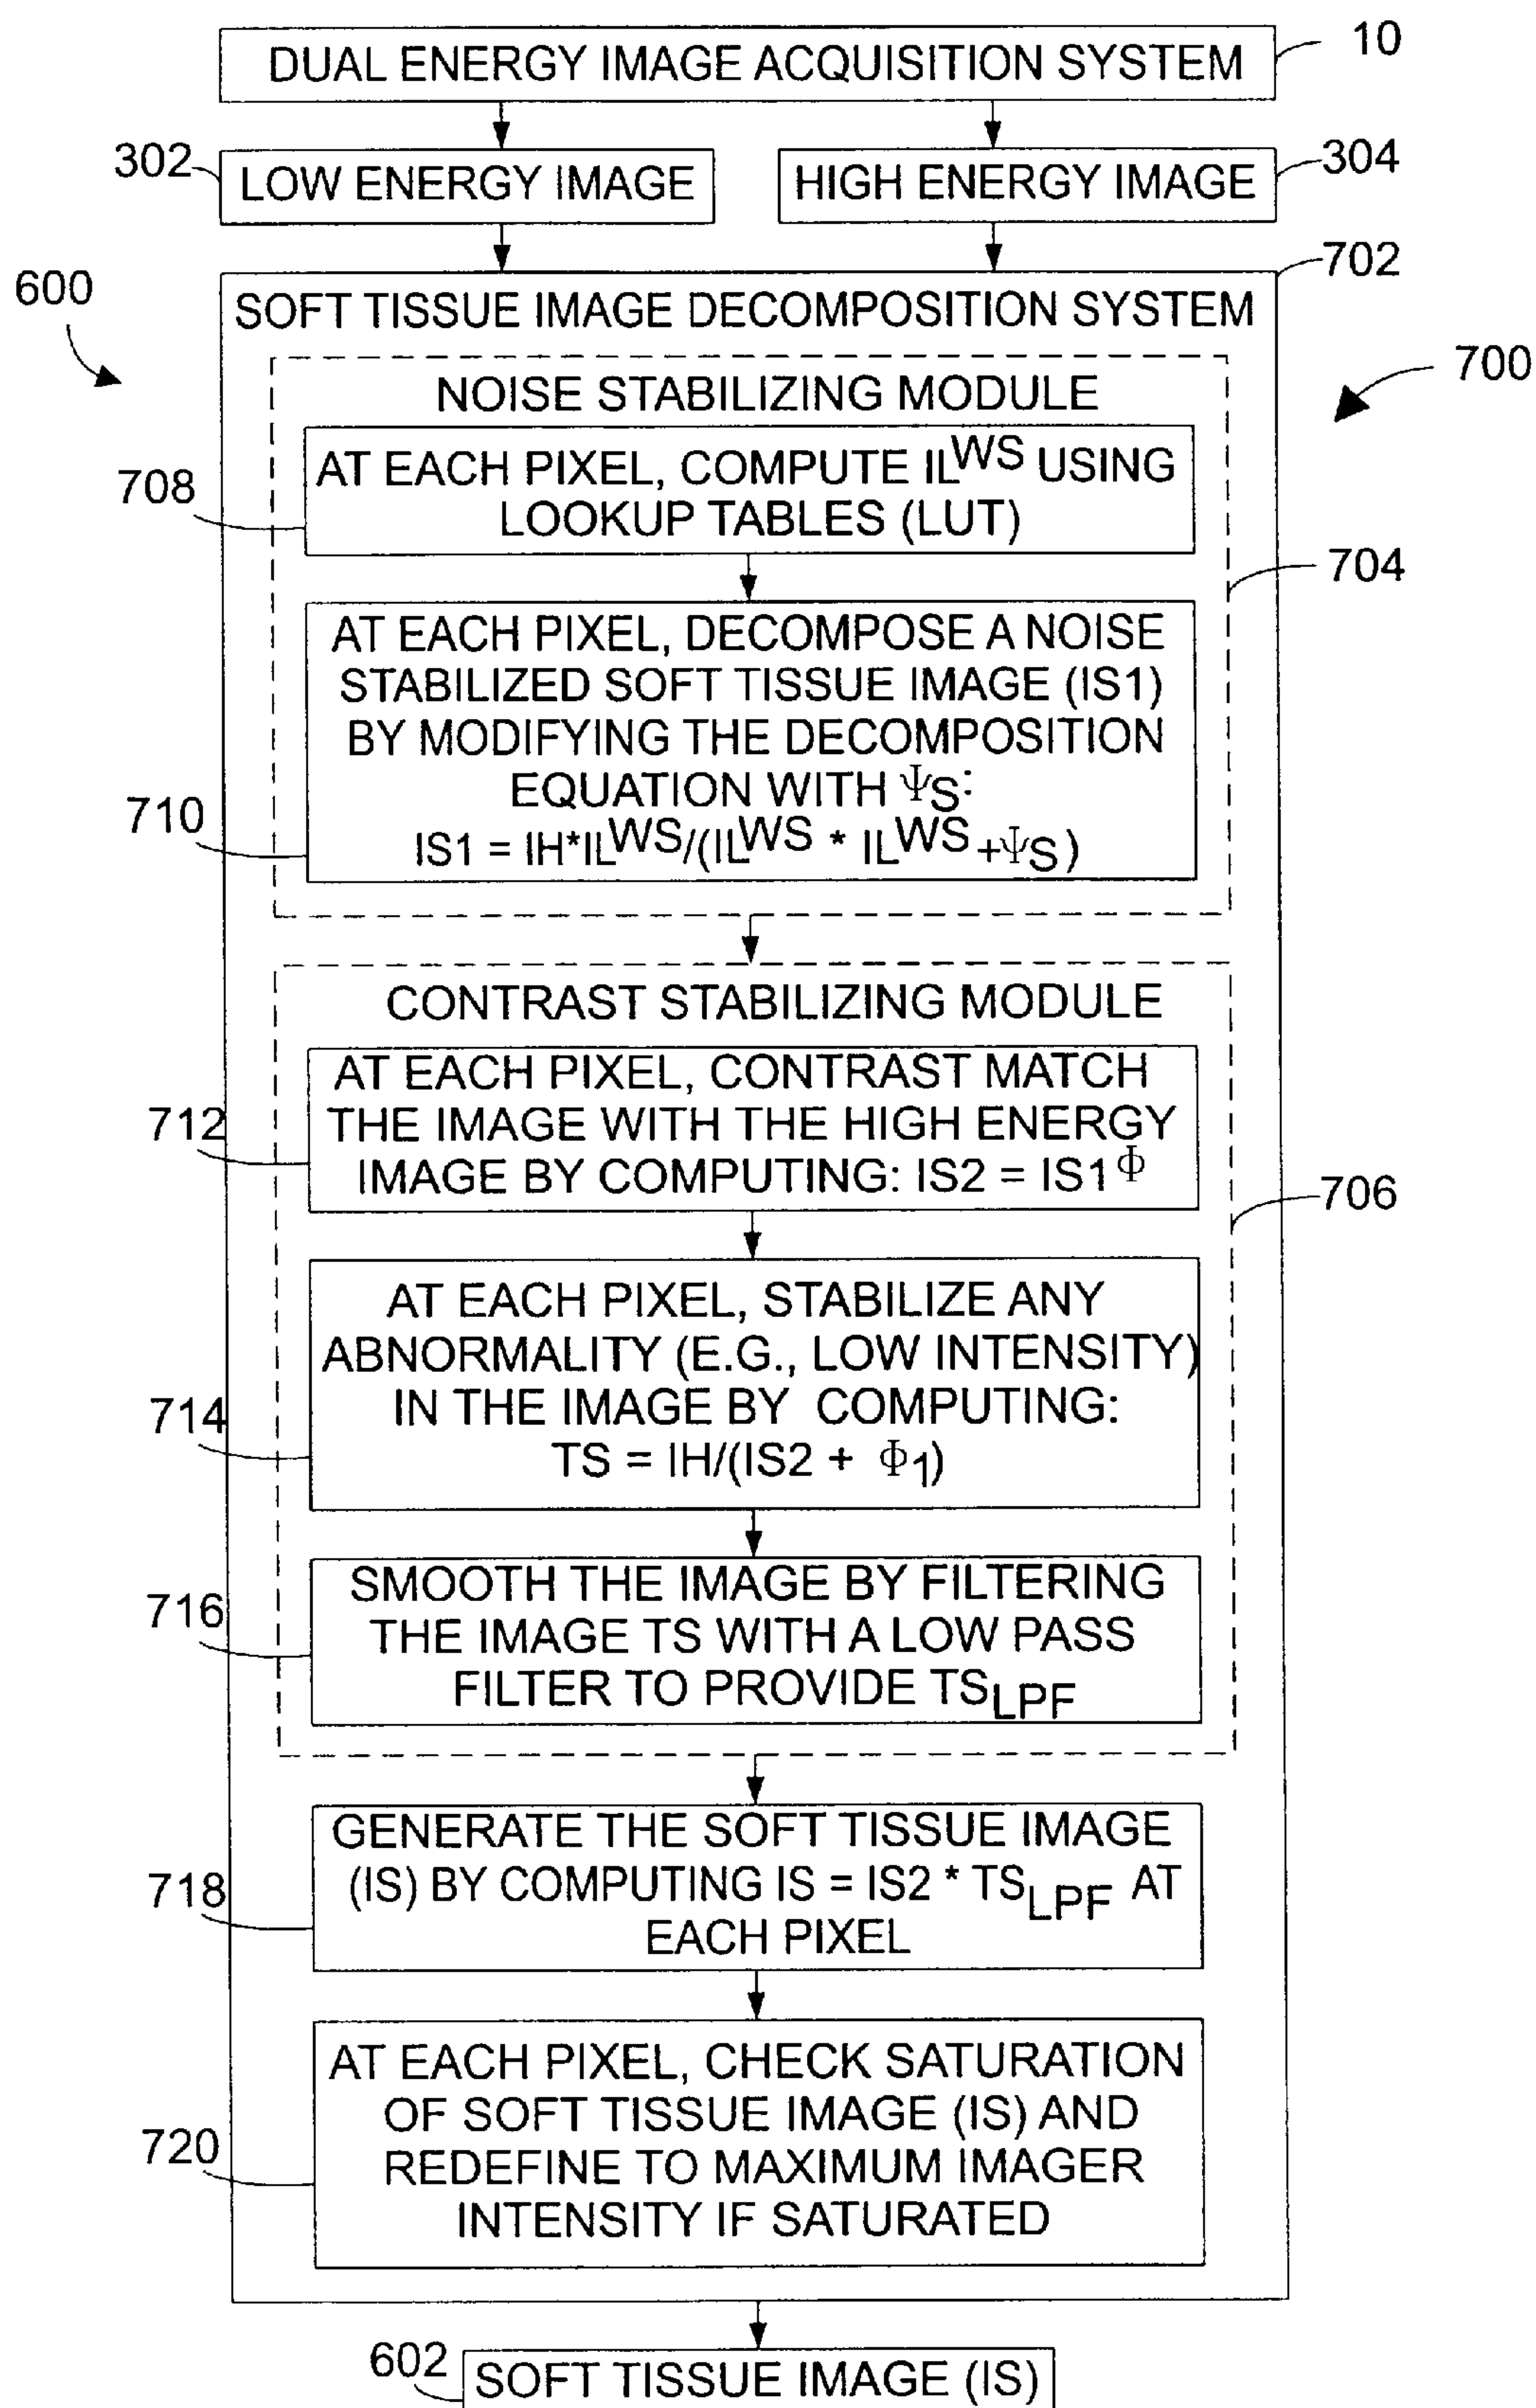 DUAL ENERGY IMAGE ACQUISITION SYSTEM
10
302
LOW ENERGY IMAGE
HIGH ENERGY IMAGE
304
702
600
SOFT TISSUE IMAGE DECOMPOSITION SYSTEM
700
NOISE STABILIZING MODULE
708
AT EACH PIXEL, COMPUTE IL^WS USING
LOOKUP TABLES (LUT)
704
AT EACH PIXEL, DECOMPOSE A NOISE
STABILIZED SOFT TISSUE IMAGE (IS1)
BY MODIFYING THE DECOMPOSITION
EQUATION WITH Ψ_S:
710
IS1 = IH*IL^WS/(IL^WS * IL^WS+Ψ_S)
CONTRAST STABILIZING MODULE
712
AT EACH PIXEL, CONTRAST MATCH
THE IMAGE WITH THE HIGH ENERGY
IMAGE BY COMPUTING: IS2 = IS1^Φ
706
714
AT EACH PIXEL, STABILIZE ANY
ABNORMALITY (E.G., LOW INTENSITY)
IN THE IMAGE BY COMPUTING:
TS = IH/(IS2 + Φ_1)
716
SMOOTH THE IMAGE BY FILTERING
THE IMAGE TS WITH A LOW PASS
FILTER TO PROVIDE TS_LPF
718
GENERATE THE SOFT TISSUE IMAGE
(IS) BY COMPUTING IS = IS2 * TS_LPF AT
EACH PIXEL
720
AT EACH PIXEL, CHECK SATURATION
OF SOFT TISSUE IMAGE (IS) AND
REDEFINE TO MAXIMUM IMAGER
INTENSITY IF SATURATED
602
SOFT TISSUE IMAGE (IS)